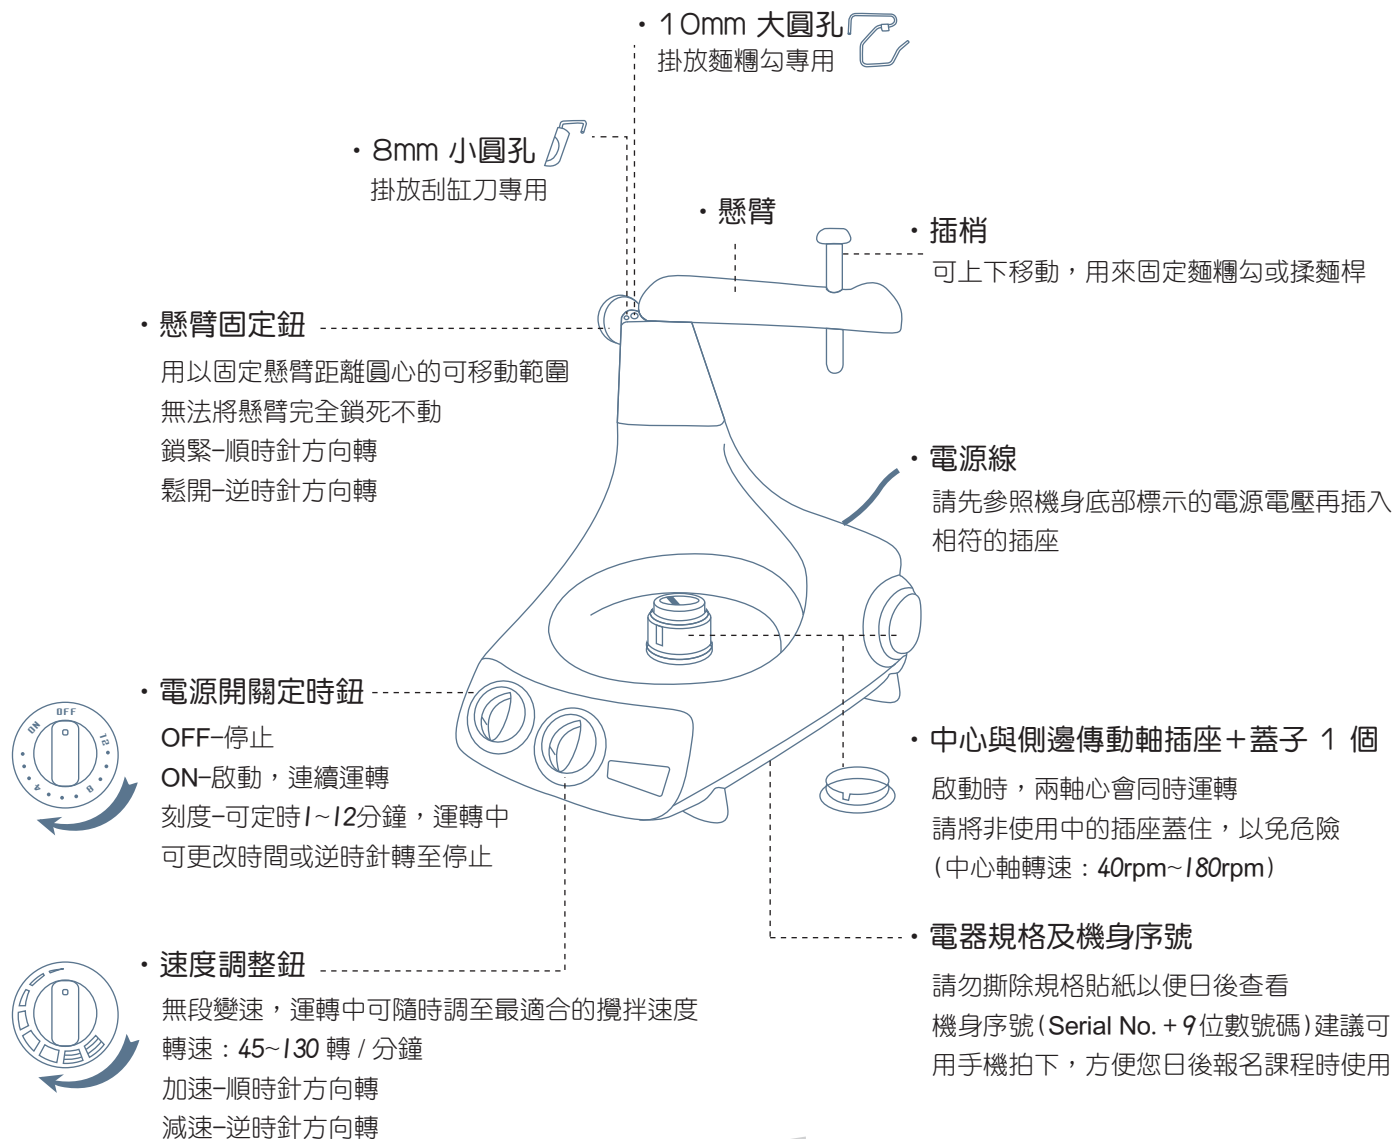 ・10mm 大圓孔
掛放麵糰勾專用
・8mm 小圓孔
掛放刮缸刀專用
・懸臂
・插梢
可上下移動，用來固定麵糰勾或揉麵桿
・懸臂固定鈕
用以固定懸臂距離圓心的可移動範圍
無法將懸臂完全鎖死不動
鎖緊–順時針方向轉
鬆開–逆時針方向轉
・電源線
請先參照機身底部標示的電源電壓再插入
相符的插座
・電源開關定時鈕
OFF–停止
ON–啟動，連續運轉
刻度–可定時1~12分鐘，運轉中
可更改時間或逆時針轉至停止
OFF
ON
12
4
8
・中心與側邊傳動軸插座＋蓋子 1 個
啟動時，兩軸心會同時運轉
請將非使用中的插座蓋住，以免危險
(中心軸轉速：40rpm~180rpm)
・速度調整鈕
無段變速，運轉中可隨時調至最適合的攪拌速度
轉速：45~130 轉 / 分鐘
加速–順時針方向轉
減速–逆時針方向轉
・電器規格及機身序號
請勿撕除規格貼紙以便日後查看
機身序號(Serial No. + 9位數號碼)建議可
用手機拍下，方便您日後報名課程時使用